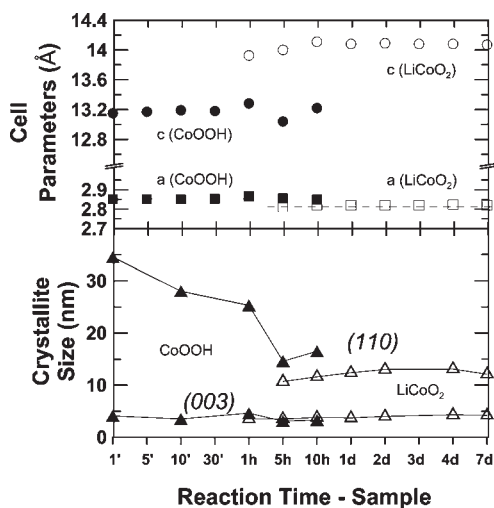 14.4
14.0
13.6
13.2
12.8
2.9
2.8
2.7
Cell
Parameters (Å)
c (LiCoO2)
c (CoOOH)
a (CoOOH)
a (LiCoO2)
30
20
10
0
Crystallite
Size (nm)
CoOOH
(110)
(003)
LiCoO2
1' 5' 10' 30' 1h 5h 10h 1d 2d 3d 4d 7d
Reaction Time - Sample